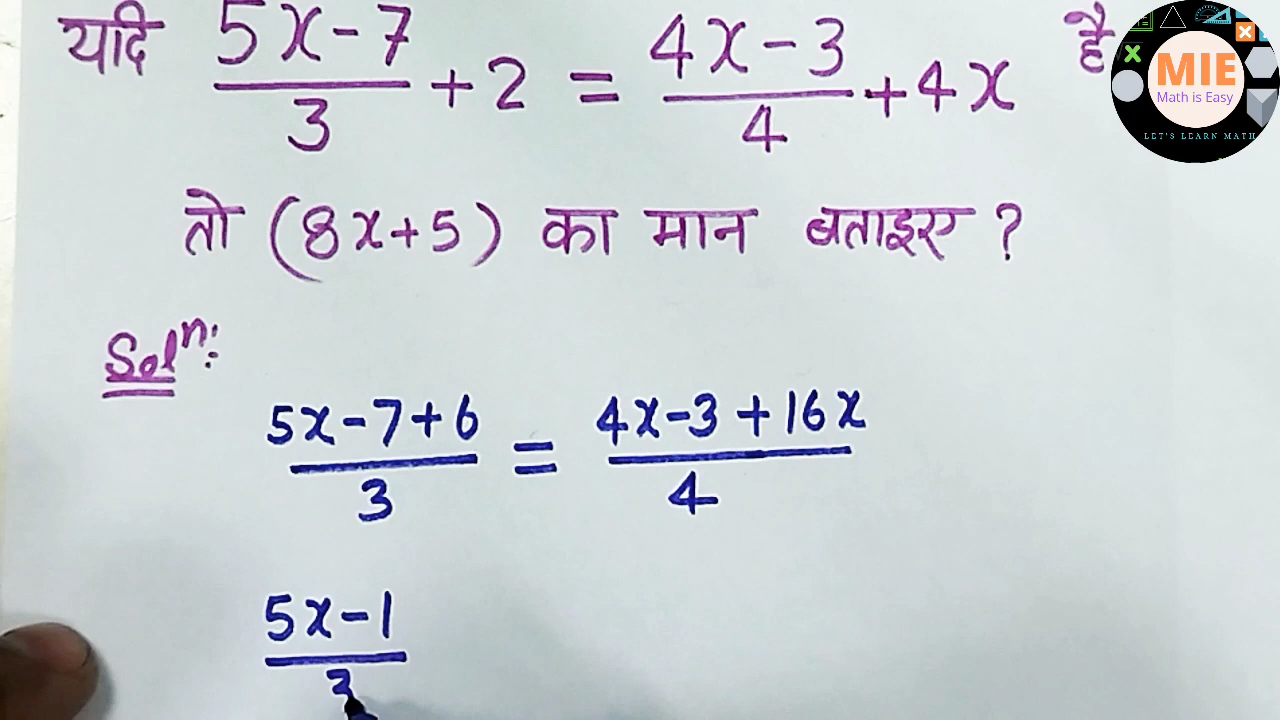 यदि (5x-7)/3 + 2 = (4x-3)/4 + 4x है
तो (8x+5) का मान बताइए ?
Solⁿ:
(5x-7+6)/3 = (4x-3+16x)/4
(5x-1)/3
MIE
Math is Easy
LET'S LEARN MATH